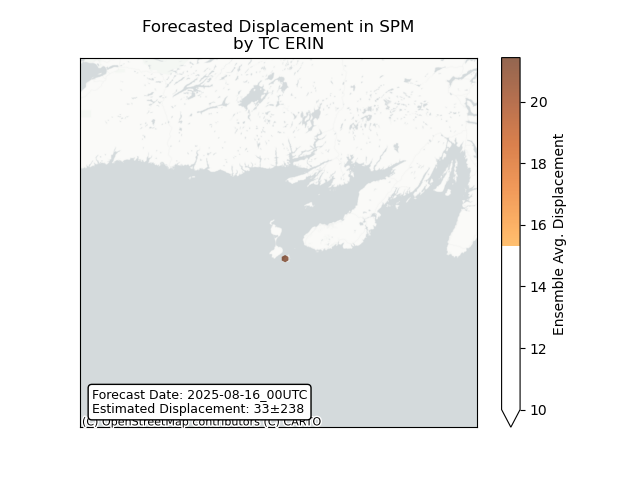 Forecasted Displacement in SPM
by TC ERIN
20
18
16
14
12
10
Ensemble Avg. Displacement
Forecast Date: 2025-08-16_00UTC
Estimated Displacement: 33±238
(C) OpenStreetMap contributors (C) CARTO